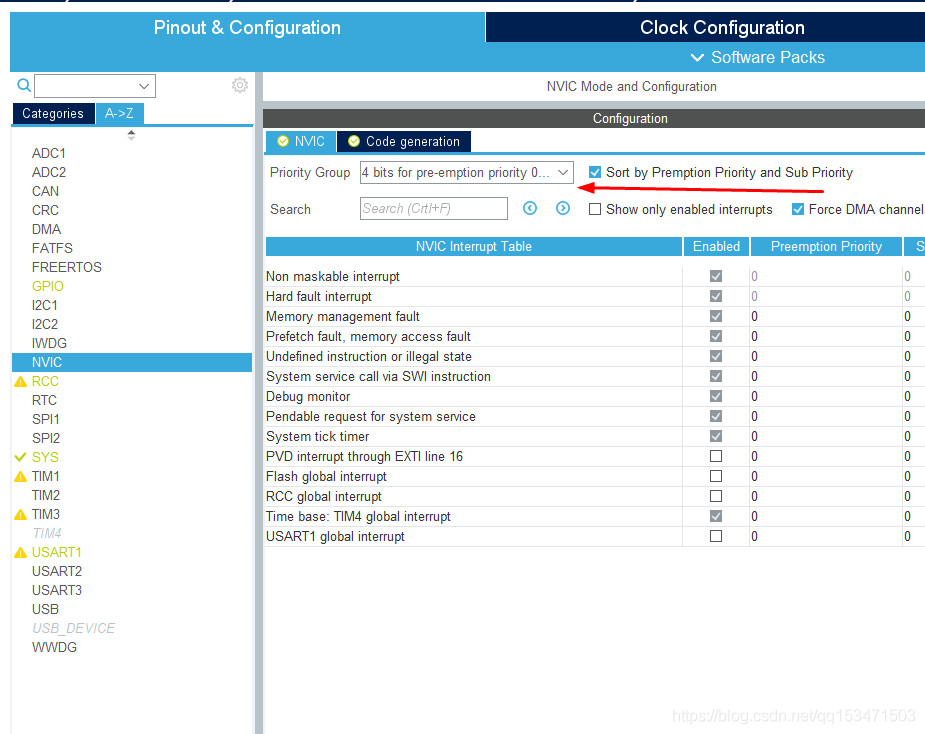 Pinout & Configuration
Clock Configuration
Software Packs
NVIC Mode and Configuration
Categories
A->Z
Configuration
NVIC
Code generation
Priority Group
4 bits for pre-emption priority 0...
Sort by Premption Priority and Sub Priority
Search
Search (Crtl+F)
Show only enabled interrupts
Force DMA channel
ADC1
ADC2
CAN
CRC
DMA
FATFS
FREERTOS
GPIO
I2C1
I2C2
IWDG
NVIC
RCC
RTC
SPI1
SPI2
SYS
TIM1
TIM2
TIM3
TIM4
USART1
USART2
USART3
USB
USB_DEVICE
WWDG
NVIC Interrupt Table Enabled Preemption Priority S
Non maskable interrupt 0 0
Hard fault interrupt 0 0
Memory management fault 0 0
Prefetch fault, memory access fault 0 0
Undefined instruction or illegal state 0 0
System service call via SWI instruction 0 0
Debug monitor 0 0
Pendable request for system service 0 0
System tick timer 0 0
PVD interrupt through EXTI line 16 0 0
Flash global interrupt 0 0
RCC global interrupt 0 0
Time base: TIM4 global interrupt 0 0
USART1 global interrupt 0 0
https://blog.csdn.net/qq153471503